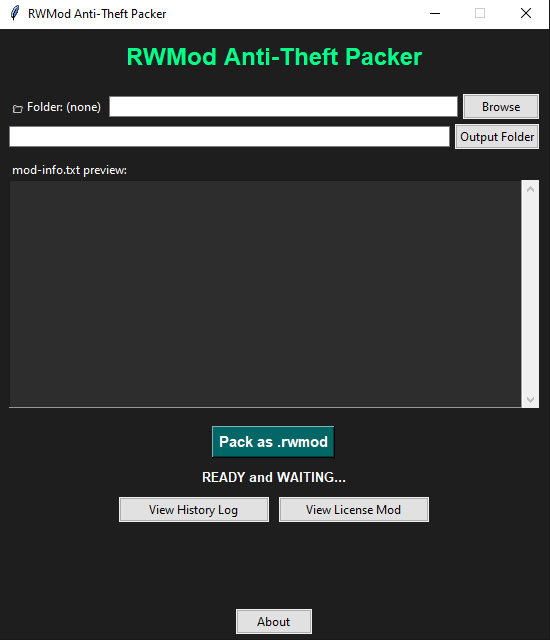 RWMod Anti-Theft Packer
RWMod Anti-Theft Packer
Folder: (none)
Browse
Output Folder
mod-info.txt preview:
Pack as .rwmod
READY and WAITING...
View History Log
View License Mod
About